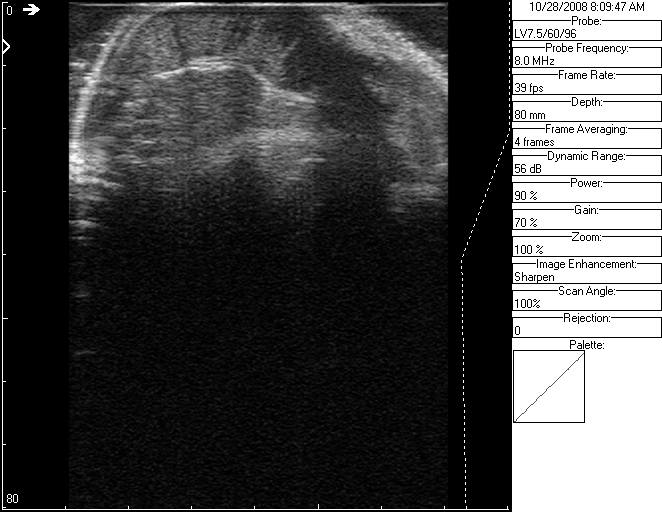 0
80
10/28/2008 8:09:47 AM
Probe:
LV7.5/60/96
Probe Frequency:
8.0 MHz
Frame Rate:
39 fps
Depth:
80 mm
Frame Averaging:
4 frames
Dynamic Range:
56 dB
Power:
90 %
Gain:
70 %
Zoom:
100 %
Image Enhancement:
Sharpen
Scan Angle:
100%
Rejection:
0
Palette: